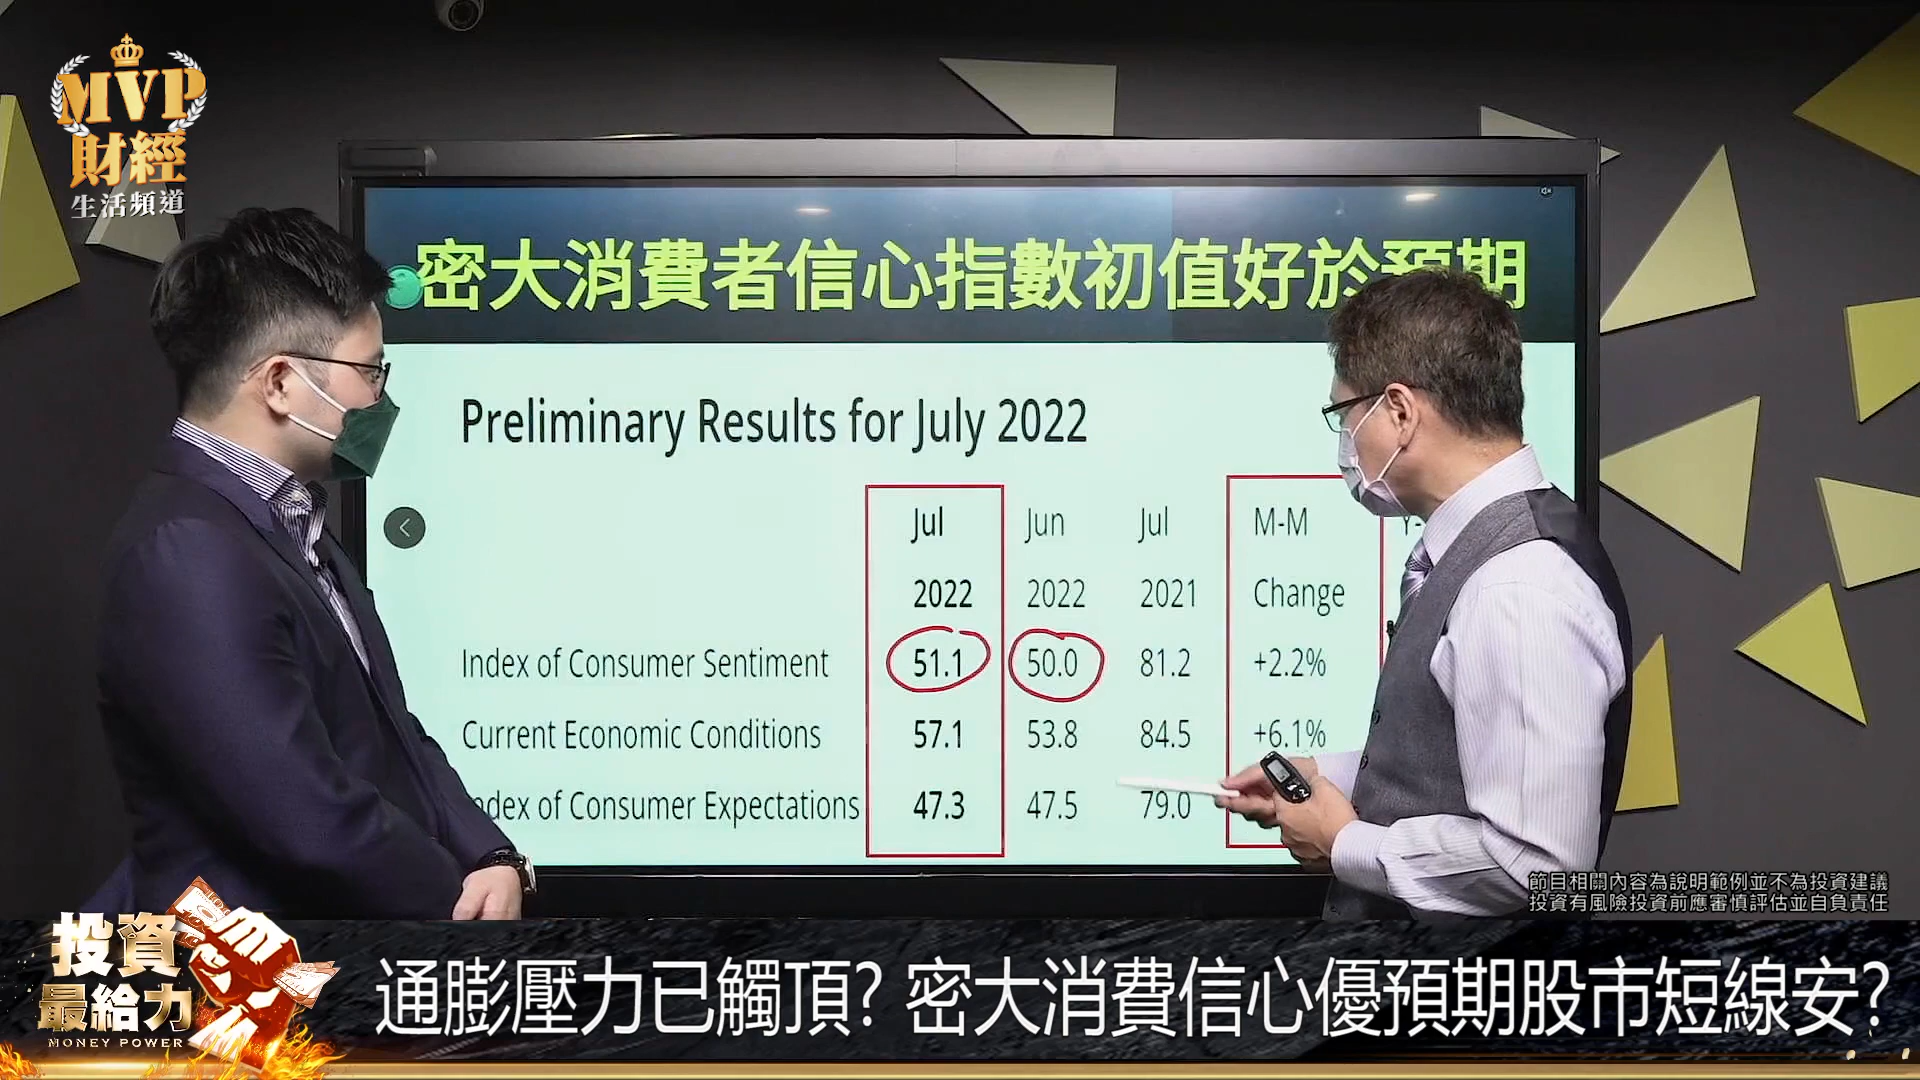 MVP
財經
生活頻道
密大消費者信心指數初值好於預期
Preliminary Results for July 2022
Jul Jun Jul M-M Y-
2022 2022 2021 Change
Index of Consumer Sentiment 51.1 50.0 81.2 +2.2%
Current Economic Conditions 57.1 53.8 84.5 +6.1%
Index of Consumer Expectations 47.3 47.5 79.0
節目相關內容為說明範例並不為投資建議
投資有風險投資前應審慎評估並自負責任
投資
最給力
MONEY POWER
通膨壓力已觸頂? 密大消費信心優預期股市短線安?